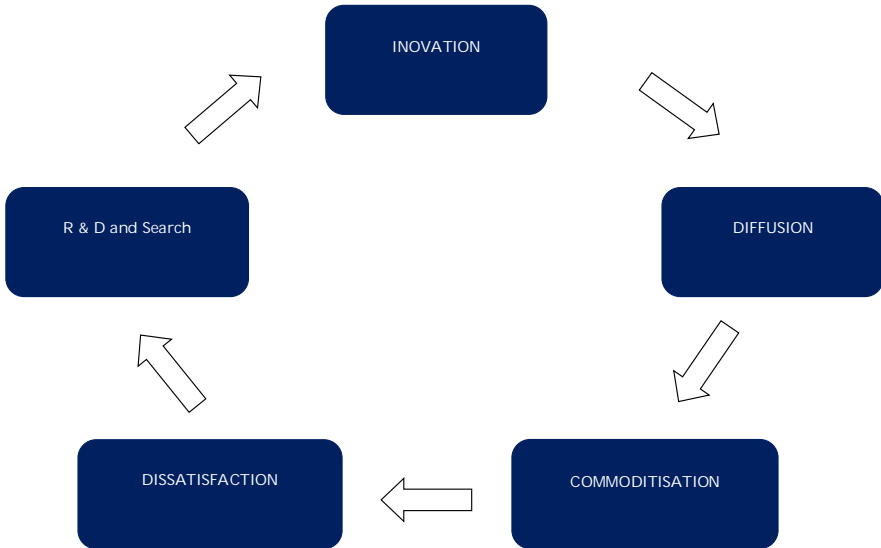 INOVATION
R & D and Search
DIFFUSION
DISSATISFACTION
COMMODITISATION